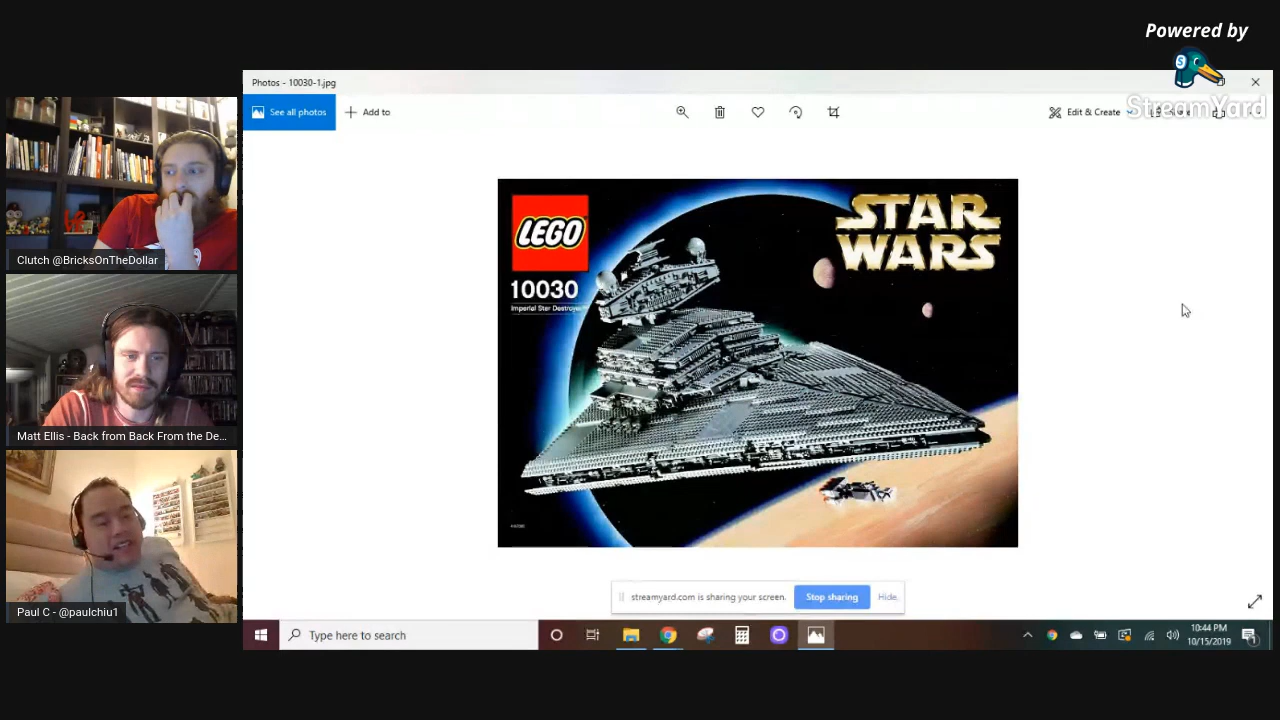 Powered by
StreamYard
Photos - 10030-1.jpg
See all photos
Add to
Edit & Create
LEGO
STAR
WARS
10030
Imperial Star Destroyer
Clutch @BricksOnTheDollar
Matt Ellis - Back from Back From the De...
Paul C - @paulchiu1
streamyard.com is sharing your screen.
Stop sharing
Hide
Type here to search
10:44 PM
10/15/2019